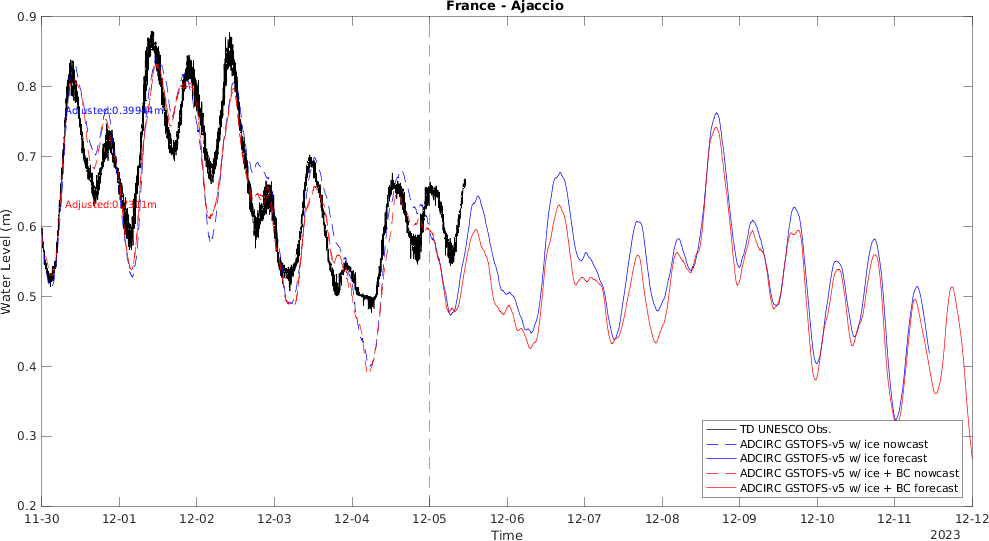 France - Ajaccio
0.9
0.8
0.7
0.6
0.5
0.4
0.3
0.2
Water Level (m)
Adjusted:
Adjusted:
TD UNESCO Obs.
ADCIRC GSTOFS-v5 w/ ice nowcast
ADCIRC GSTOFS-v5 w/ ice forecast
ADCIRC GSTOFS-v5 w/ ice + BC nowcast
ADCIRC GSTOFS-v5 w/ ice + BC forecast
11-30 12-01 12-02 12-03 12-04 12-05 12-06 12-07 12-08 12-09 12-10 12-11 12-12
Time
2023